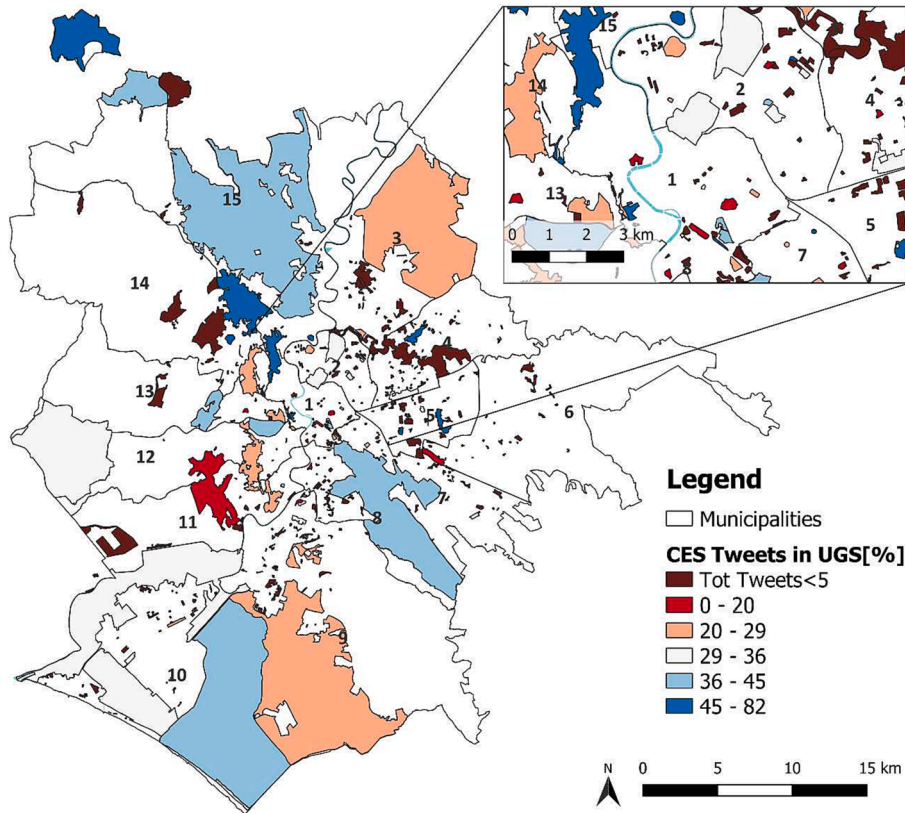 15
14
2
4
13
1
5
7
8
0 1 2 3 km
15
3
14
4
2
13
1
5
6
12
7
8
11
9
10
Legend
Municipalities
CES Tweets in UGS[%]
Tot Tweets<5
0 - 20
20 - 29
29 - 36
36 - 45
45 - 82
N
0 5 10 15 km